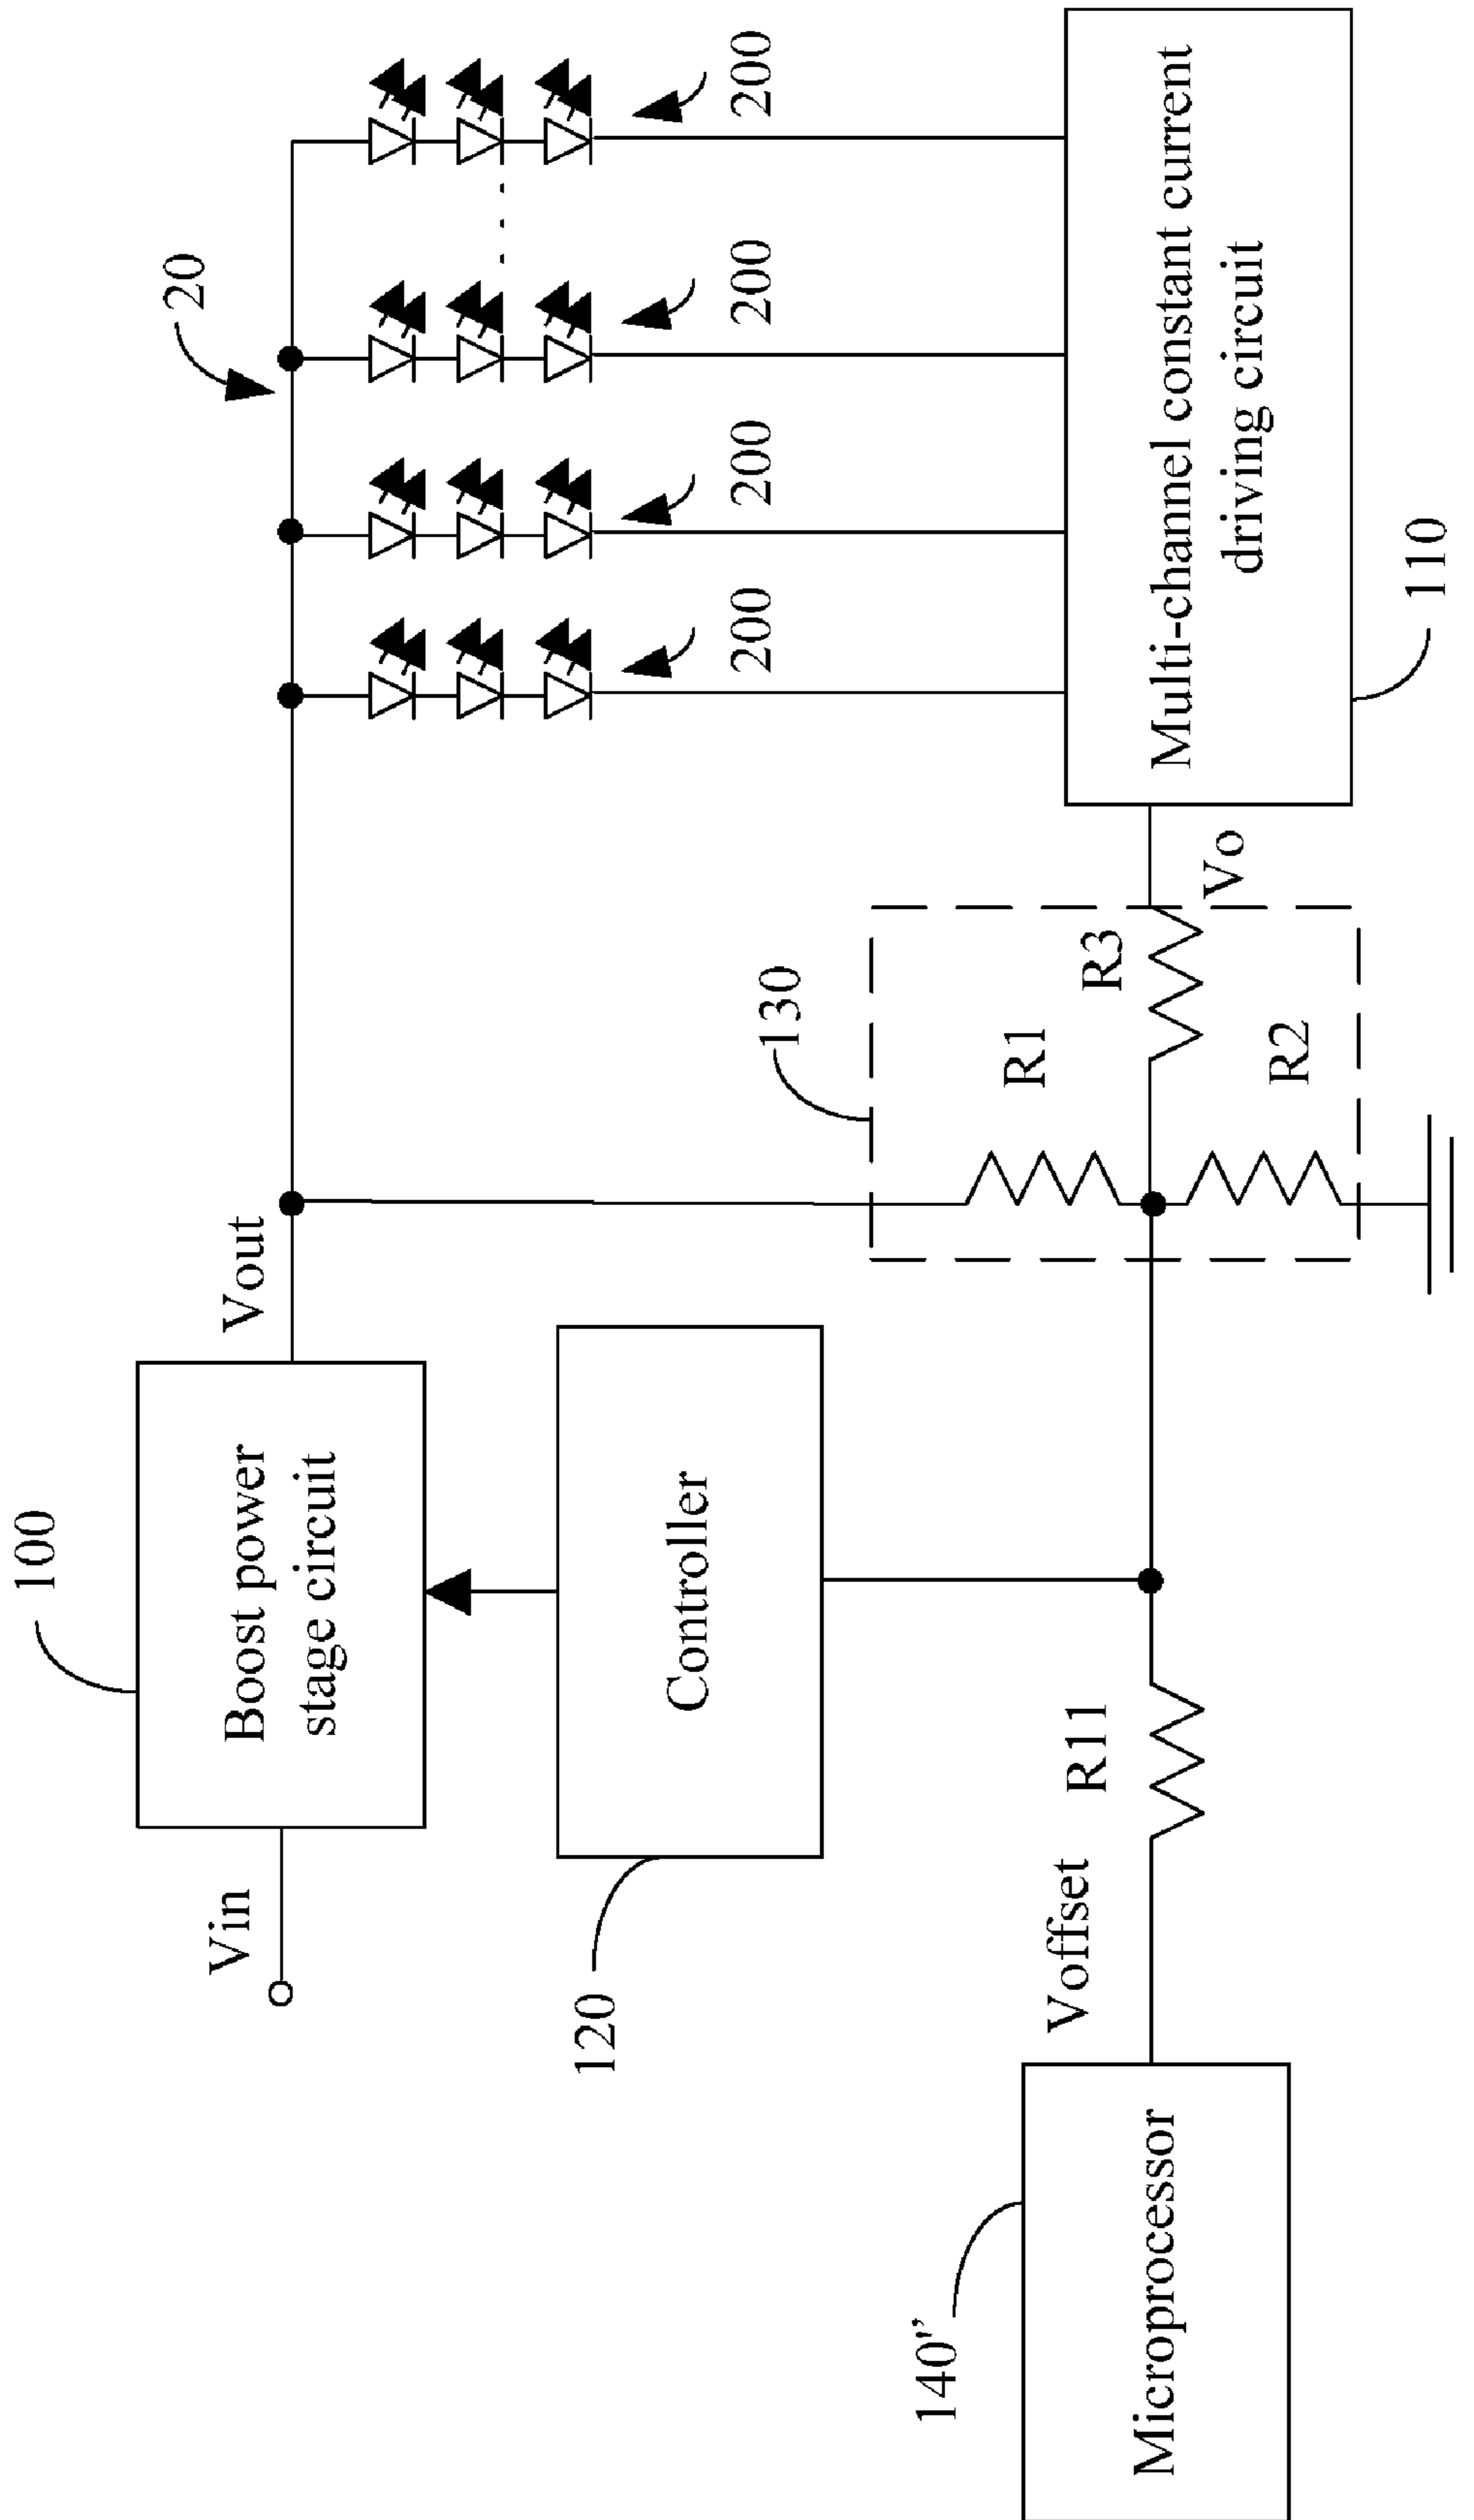 100
Vin
Boost power
stage circuit
Vout
20
120
Controller
200
200
200
200
130
R1
R3
R2
Vo
140''
Microprocessor
Voffset
R11
Multi-channel constant current
driving circuit
110